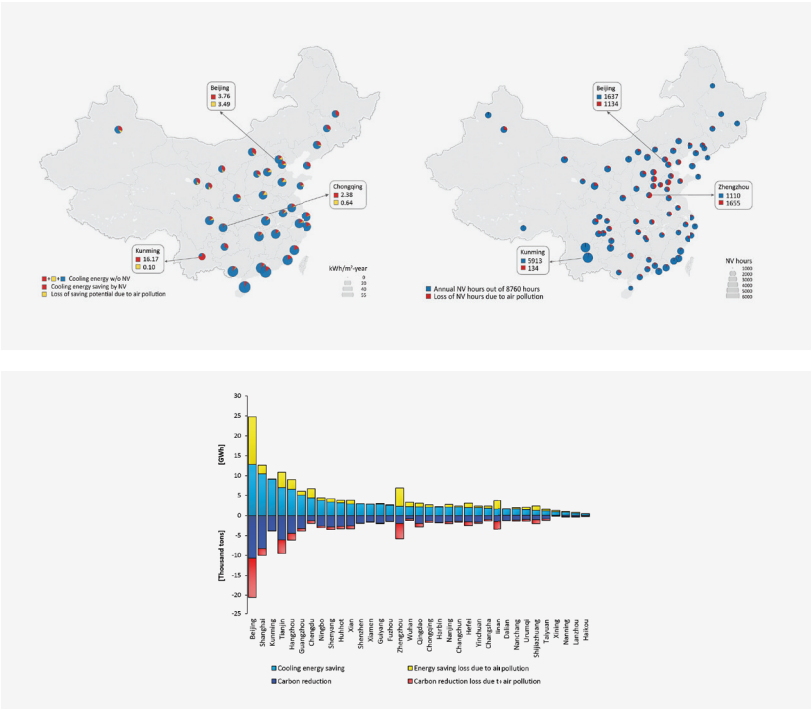 Beijing
3.76
3.49
Chongqing
2.38
0.64
Kunming
16.17
0.10
+ + Cooling energy w/o NV
Cooling energy saving by NV
Loss of saving potential due to air pollution
kWh/m²-year
0
20
40
55
Beijing
1637
1134
Zhengzhou
1110
1655
Kunming
5913
134
Annual NV hours out of 8760 hours
Loss of NV hours due to air pollution
NV hours
1000
2000
3000
4000
5000
6000
[GWh]
[Thousand tons]
30
25
20
15
10
5
0
-5
-10
-15
-20
-25
Beijing
Shanghai
Kunming
Tianjin
Hangzhou
Guangzhou
Chengdu
Ningbo
Shenyang
Huhhot
Xian
Shenzhen
Xiamen
Guiyang
Fuzhou
Zhengzhou
Wuhan
Qingdao
Chongqing
Harbin
Nanjing
Changchun
Hefei
Yinchuan
Changsha
Jinan
Dalian
Nanchang
Urumqi
Shijiazhuang
Taiyuan
Xining
Nanning
Lanzhou
Haikou
Cooling energy saving
Energy saving loss due to air pollution
Carbon reduction
Carbon reduction loss due to air pollution